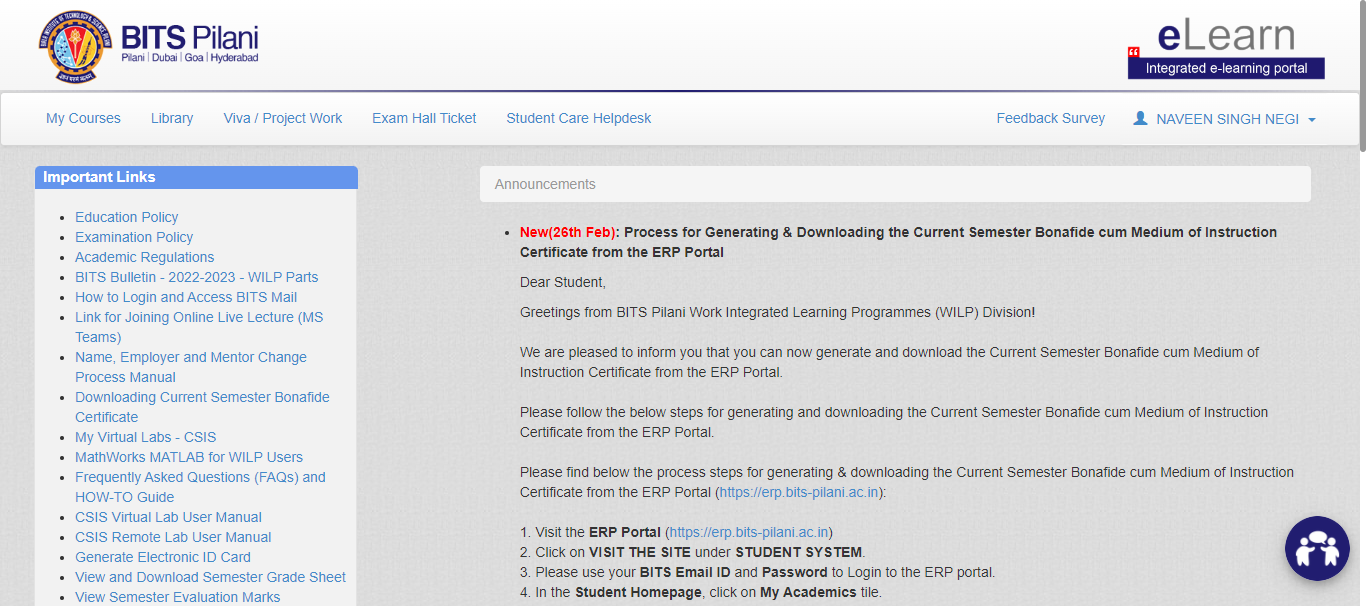 BITS Pilani
Pilani | Dubai | Goa | Hyderabad
eLearn
Integrated e-learning portal
My Courses
Library
Viva / Project Work
Exam Hall Ticket
Student Care Helpdesk
Feedback Survey
NAVEEN SINGH NEGI
Important Links
Education Policy
Examination Policy
Academic Regulations
BITS Bulletin - 2022-2023 - WILP Parts
How to Login and Access BITS Mail
Link for Joining Online Live Lecture (MS
Teams)
Name, Employer and Mentor Change
Process Manual
Downloading Current Semester Bonafide
Certificate
My Virtual Labs - CSIS
MathWorks MATLAB for WILP Users
Frequently Asked Questions (FAQs) and
HOW-TO Guide
CSIS Virtual Lab User Manual
CSIS Remote Lab User Manual
Generate Electronic ID Card
View and Download Semester Grade Sheet
View Semester Evaluation Marks
Announcements
New(26th Feb): Process for Generating & Downloading the Current Semester Bonafide cum Medium of Instruction
Certificate from the ERP Portal
Dear Student,
Greetings from BITS Pilani Work Integrated Learning Programmes (WILP) Division!
We are pleased to inform you that you can now generate and download the Current Semester Bonafide cum Medium of
Instruction Certificate from the ERP Portal.
Please follow the below steps for generating and downloading the Current Semester Bonafide cum Medium of Instruction
Certificate from the ERP Portal.
Please find below the process steps for generating & downloading the Current Semester Bonafide cum Medium of Instruction
Certificate from the ERP Portal (https://erp.bits-pilani.ac.in):
1. Visit the ERP Portal (https://erp.bits-pilani.ac.in)
2. Click on VISIT THE SITE under STUDENT SYSTEM.
3. Please use your BITS Email ID and Password to Login to the ERP portal.
4. In the Student Homepage, click on My Academics tile.